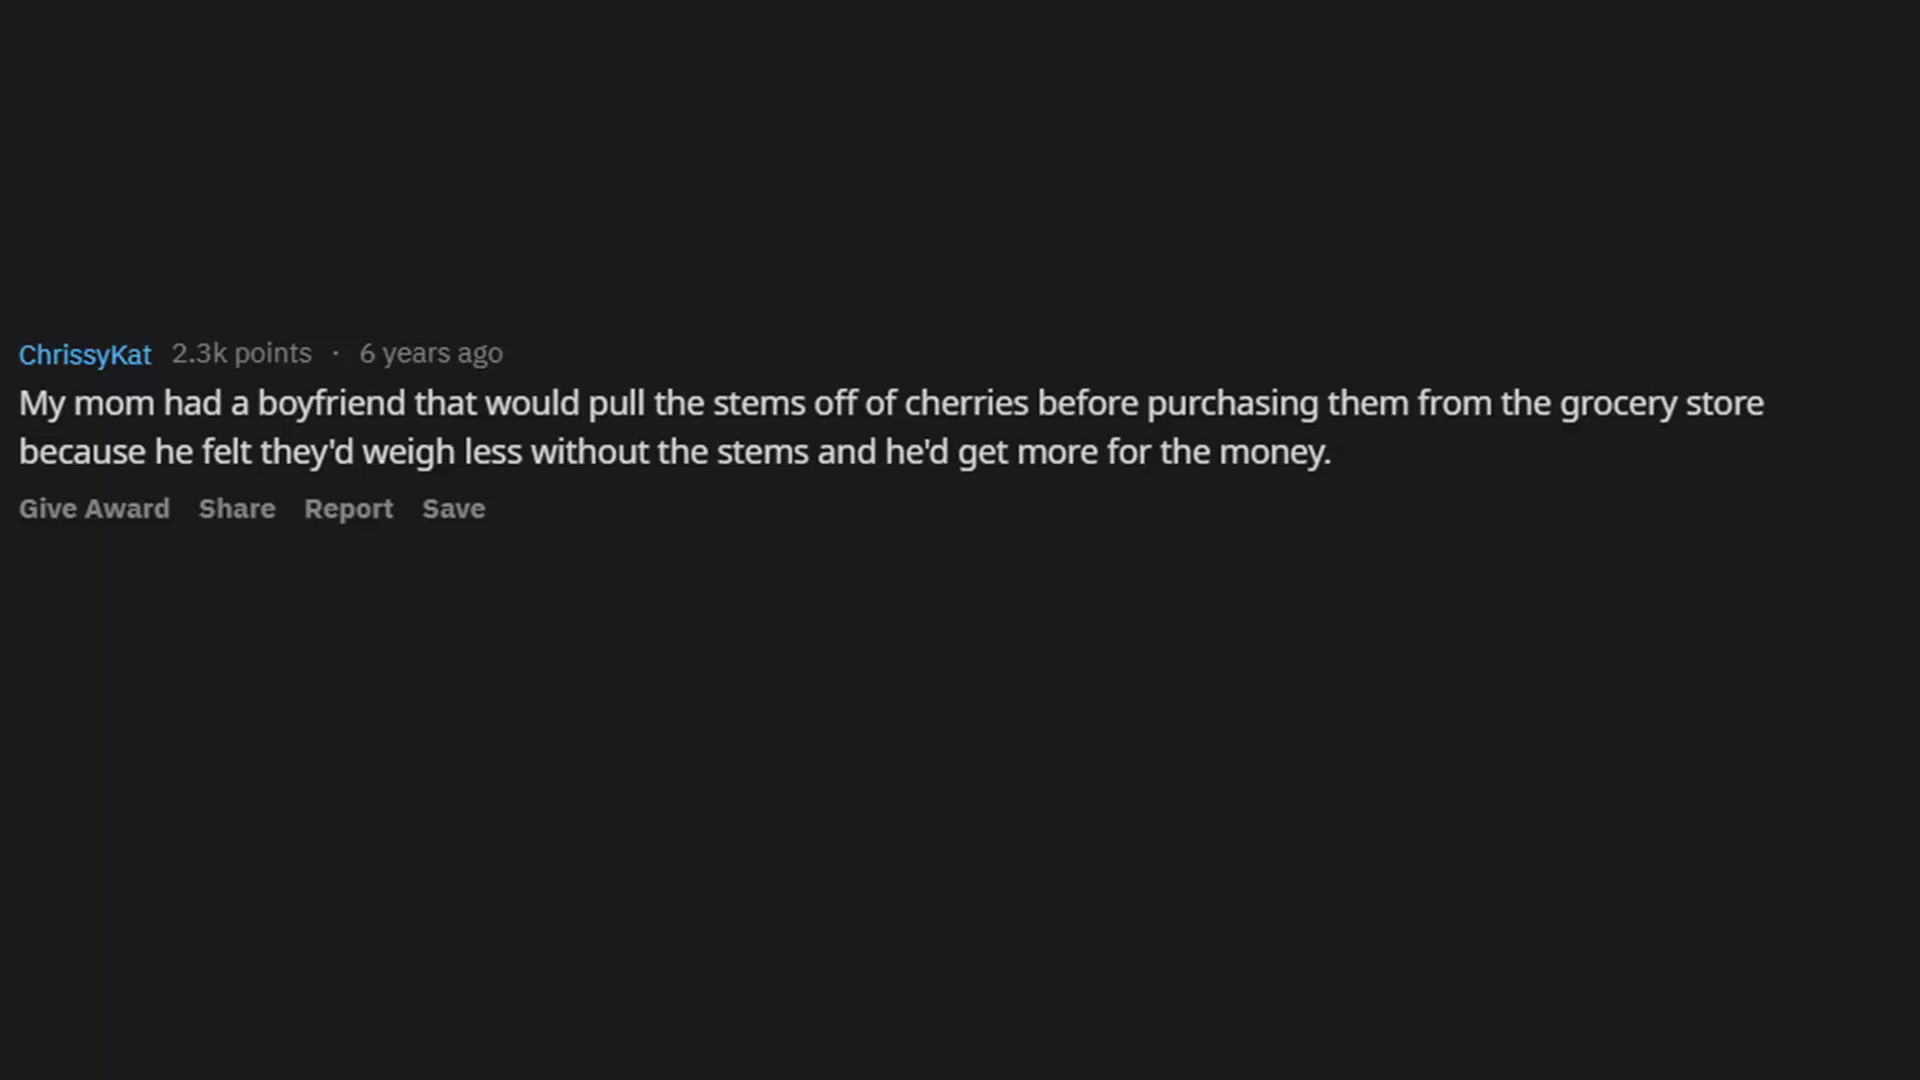 ChrissyKat 2.3k points · 6 years ago
My mom had a boyfriend that would pull the stems off of cherries before purchasing them from the grocery store
because he felt they'd weigh less without the stems and he'd get more for the money.
Give Award Share Report Save